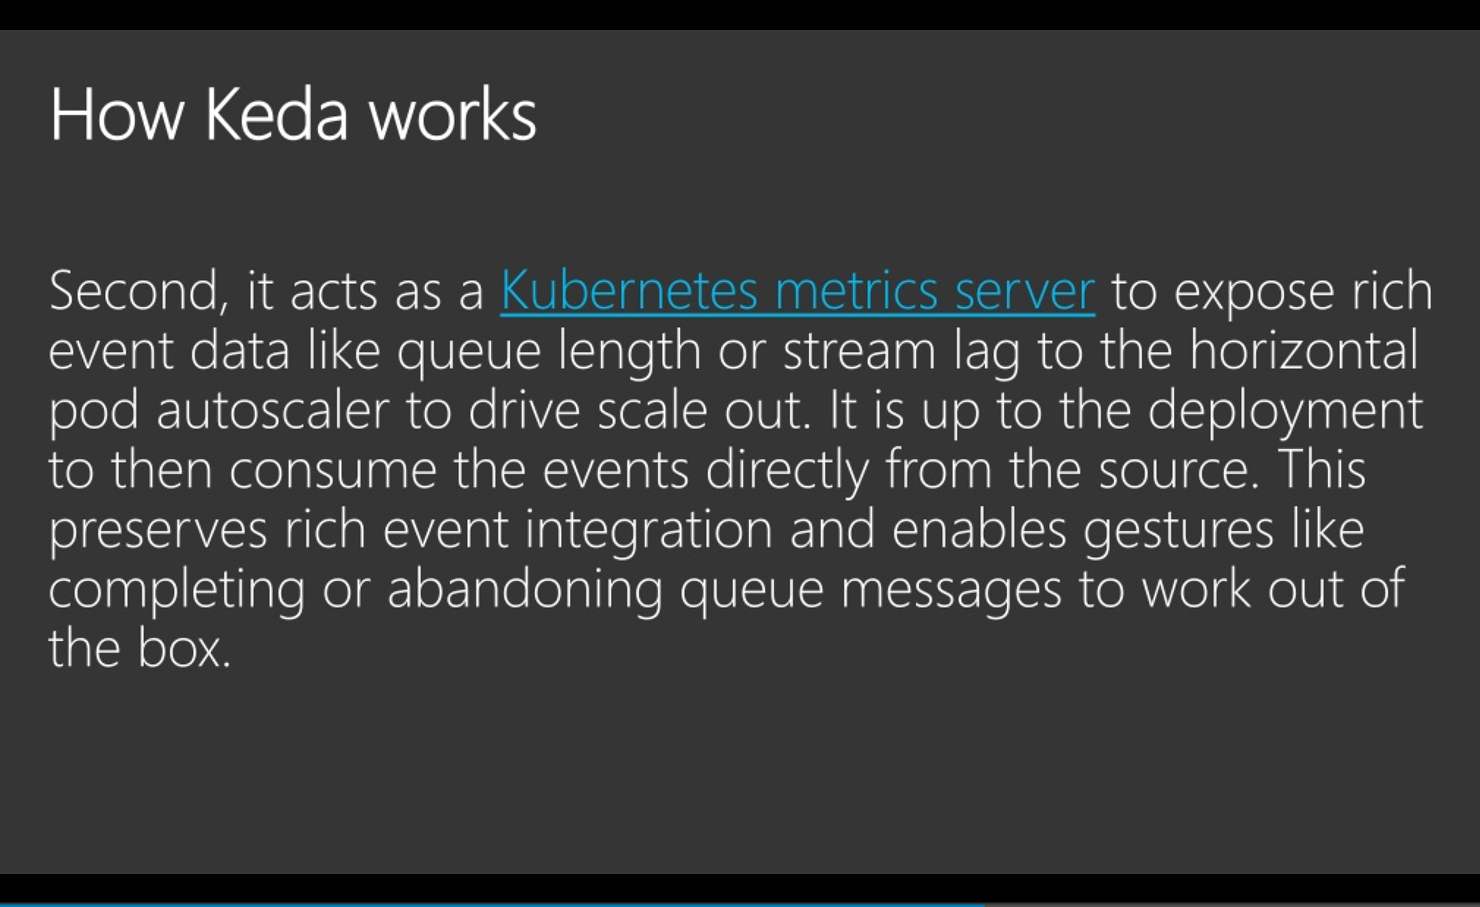 How Keda works
Second, it acts as a Kubernetes metrics server to expose rich
event data like queue length or stream lag to the horizontal
pod autoscaler to drive scale out. It is up to the deployment
to then consume the events directly from the source. This
preserves rich event integration and enables gestures like
completing or abandoning queue messages to work out of
the box.